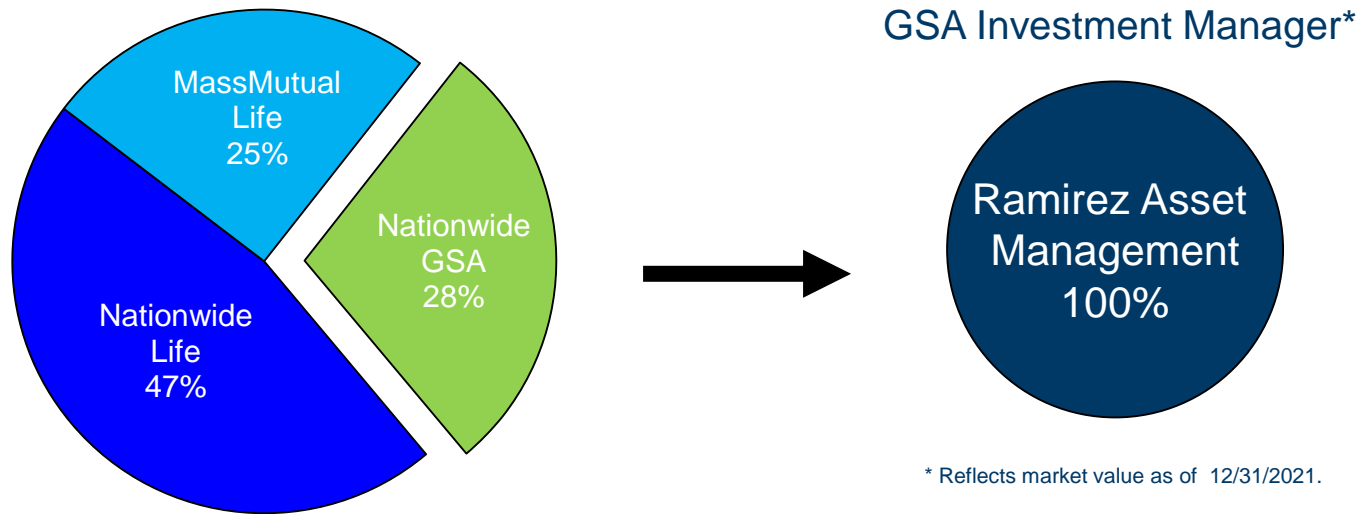 GSA Investment Manager*
MassMutual
Life
25%
Nationwide
GSA
28%
Nationwide
Life
47%
Ramirez Asset
Management
100%
* Reflects market value as of 12/31/2021.